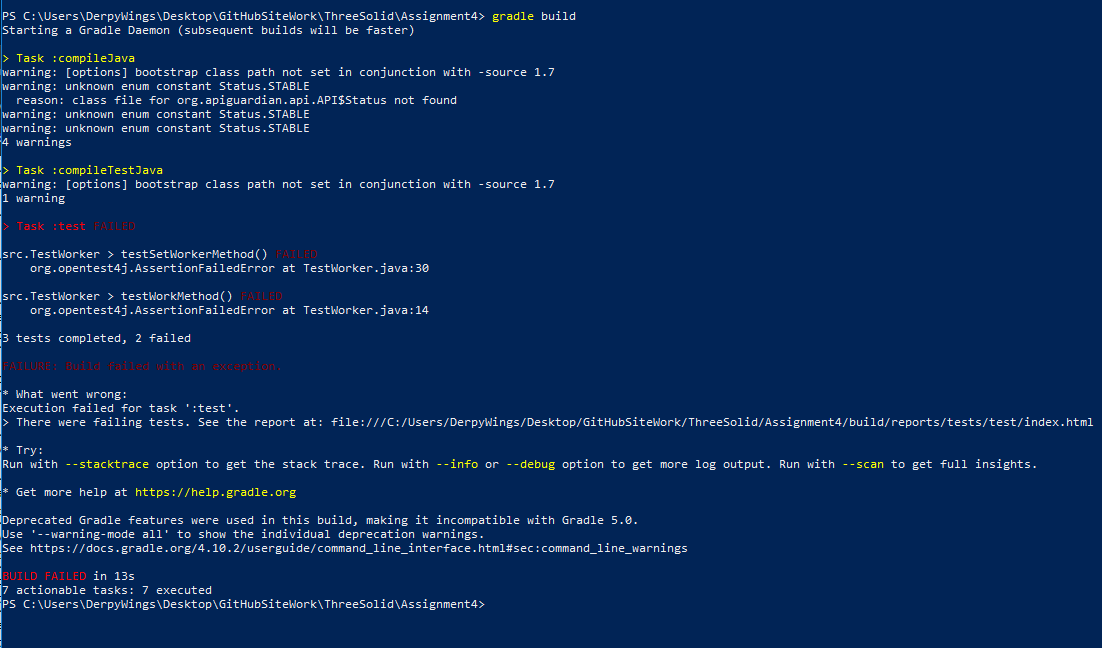 PS C:\Users\DerpyWings\Desktop\GitHubSiteWork\ThreeSolid\Assignment4> gradle build
Starting a Gradle Daemon (subsequent builds will be faster)
> Task :compileJava
warning: [options] bootstrap class path not set in conjunction with -source 1.7
warning: unknown enum constant Status.STABLE
reason: class file for org.apiguardian.api.API$Status not found
warning: unknown enum constant Status.STABLE
warning: unknown enum constant Status.STABLE
4 warnings
> Task :compileTestJava
warning: [options] bootstrap class path not set in conjunction with -source 1.7
1 warning
> Task :test FAILED
src.TestWorker > testSetWorkerMethod() FAILED
org.opentest4j.AssertionFailedError at TestWorker.java:30
src.TestWorker > testWorkMethod() FAILED
org.opentest4j.AssertionFailedError at TestWorker.java:14
3 tests completed, 2 failed
FAILURE: Build failed with an exception.
* What went wrong:
Execution failed for task ':test'.
> There were failing tests. See the report at: file:///C:/Users/DerpyWings/Desktop/GitHubSiteWork/ThreeSolid/Assignment4/build/reports/tests/test/index.html
* Try:
Run with --stacktrace option to get the stack trace. Run with --info or --debug option to get more log output. Run with --scan to get full insights.
* Get more help at https://help.gradle.org
Deprecated Gradle features were used in this build, making it incompatible with Gradle 5.0.
Use '--warning-mode all' to show the individual deprecation warnings.
See https://docs.gradle.org/4.10.2/userguide/command_line_interface.html#sec:command_line_warnings
BUILD FAILED in 13s
7 actionable tasks: 7 executed
PS C:\Users\DerpyWings\Desktop\GitHubSiteWork\ThreeSolid\Assignment4>